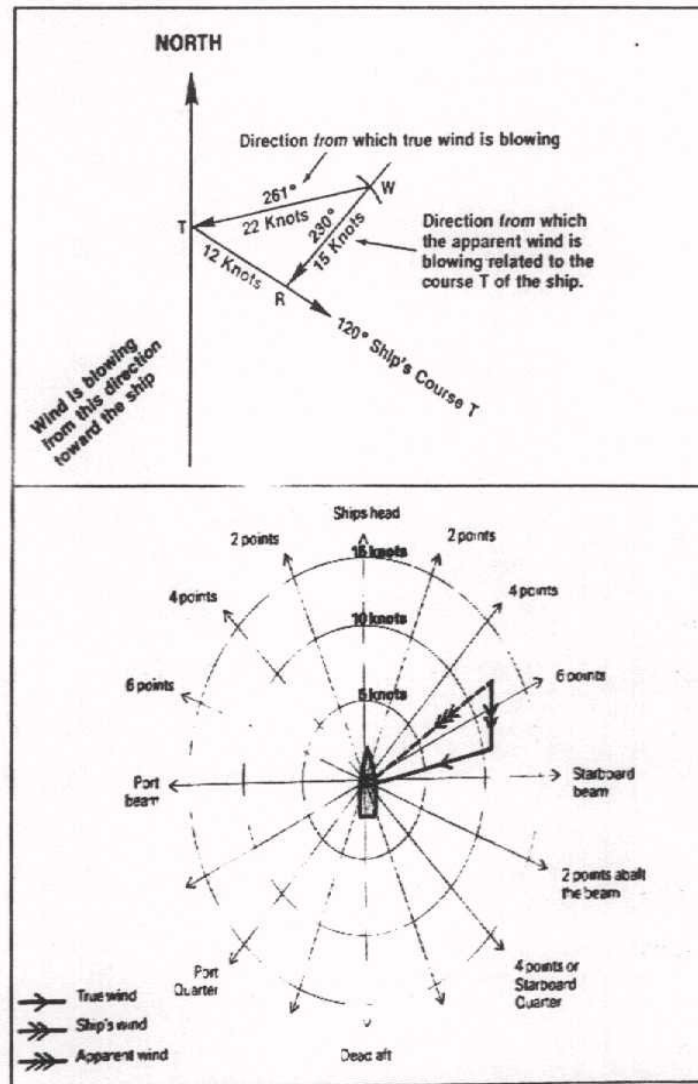 NORTH
Direction from which true wind is blowing
261°
22 Knots
W
T
230°
15 Knots
Direction from which
the apparent wind is
blowing related to the
course T of the ship.
12 Knots
R
120° Ship's Course T
Wind is blowing
from this direction
toward the ship
Ships head
2 points
15 knots
2 points
4 points
10 knots
4 points
6 points
5 knots
6 points
Port
beam
Starboard
beam
2 points abaft
the beam
Port
Quarter
4 points or
Starboard
Quarter
True wind
Ship's wind
Apparent wind
Dead aft